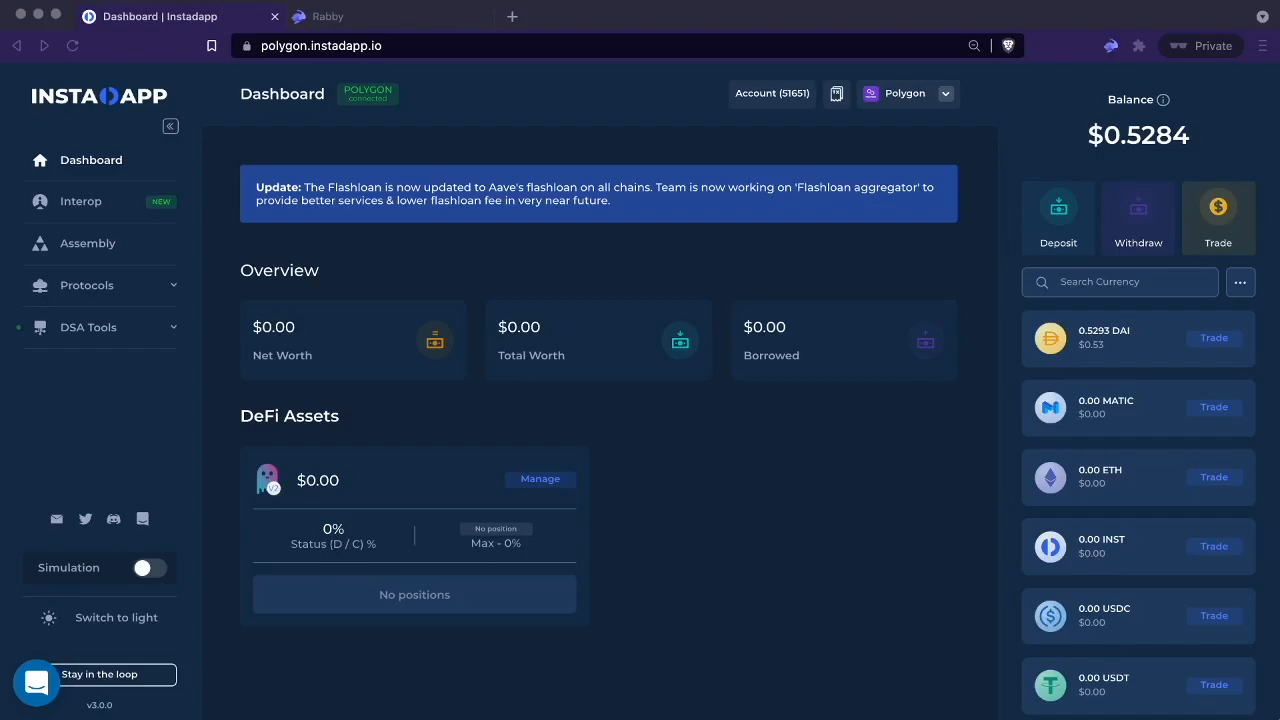 Dashboard | Instadapp
Rabby
polygon.instadapp.io
Private
INSTADAPP
Dashboard
Interop
NEW
Assembly
Protocols
DSA Tools
Simulation
Switch to light
Stay in the loop
v3.0.0
Dashboard
POLYGON
connected
Account (51651)
Polygon
Update: The Flashloan is now updated to Aave's flashloan on all chains. Team is now working on 'Flashloan aggregator' to
provide better services & lower flashloan fee in very near future.
Overview
$0.00
Net Worth
$0.00
Total Worth
$0.00
Borrowed
DeFi Assets
V2
$0.00
Manage
0%
Status (D / C) %
No position
Max - 0%
No positions
Balance
$0.5284
Deposit
Withdraw
Trade
Search Currency
0.5293 DAI
$0.53
Trade
0.00 MATIC
$0.00
Trade
0.00 ETH
$0.00
Trade
0.00 INST
$0.00
Trade
0.00 USDC
$0.00
Trade
0.00 USDT
$0.00
Trade